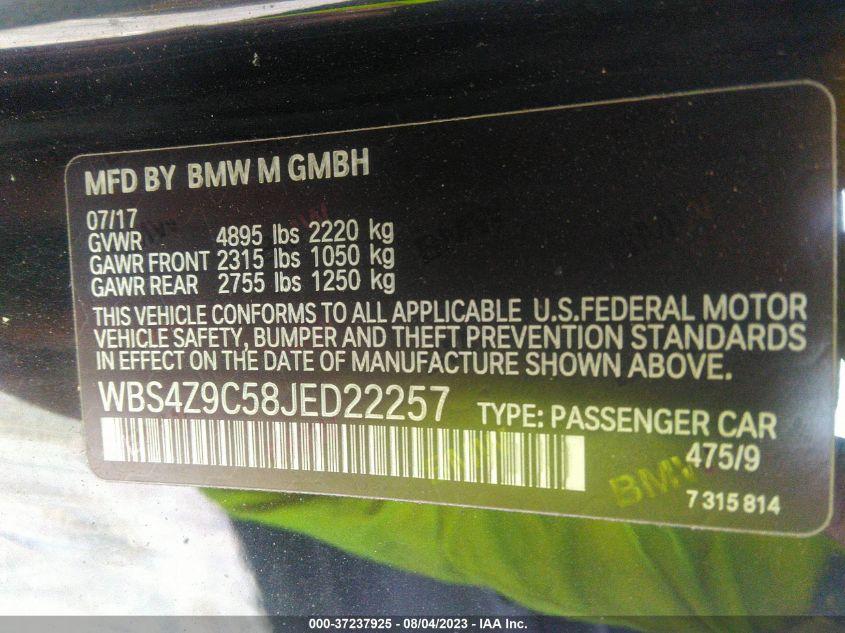 MFD BY BMW M GMBH
07/17
GVWR 4895 lbs 2220 kg
GAWR FRONT 2315 lbs 1050 kg
GAWR REAR 2755 lbs 1250 kg
THIS VEHICLE CONFORMS TO ALL APPLICABLE U.S.FEDERAL MOTOR
VEHICLE SAFETY, BUMPER AND THEFT PREVENTION STANDARDS
IN EFFECT ON THE DATE OF MANUFACTURE SHOWN ABOVE.
WBS4Z9C58JED22257 TYPE: PASSENGER CAR
475/9
BMW
7 315 814
000-37237925 - 08/04/2023 - IAA Inc.